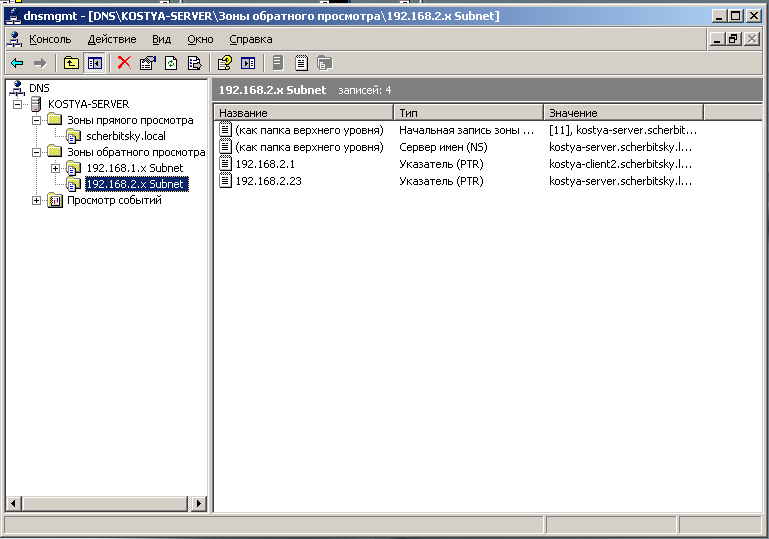 dnsmgmt - [DNS\KOSTYA-SERVER\Зоны обратного просмотра\192.168.2.x Subnet]
Консоль Действие Вид Окно Справка
DNS
KOSTYA-SERVER
Зоны прямого просмотра
scherbitsky.local
Зоны обратного просмотра
192.168.1.x Subnet
192.168.2.x Subnet
Просмотр событий
192.168.2.x Subnet записей: 4
Название Тип Значение
(как папка верхнего уровня) Начальная запись зоны ... [11], kostya-server.scherbit...
(как папка верхнего уровня) Сервер имен (NS) kostya-server.scherbitsky.l...
192.168.2.1 Указатель (PTR) kostya-client2.scherbitsky.l...
192.168.2.23 Указатель (PTR) kostya-server.scherbitsky.l...